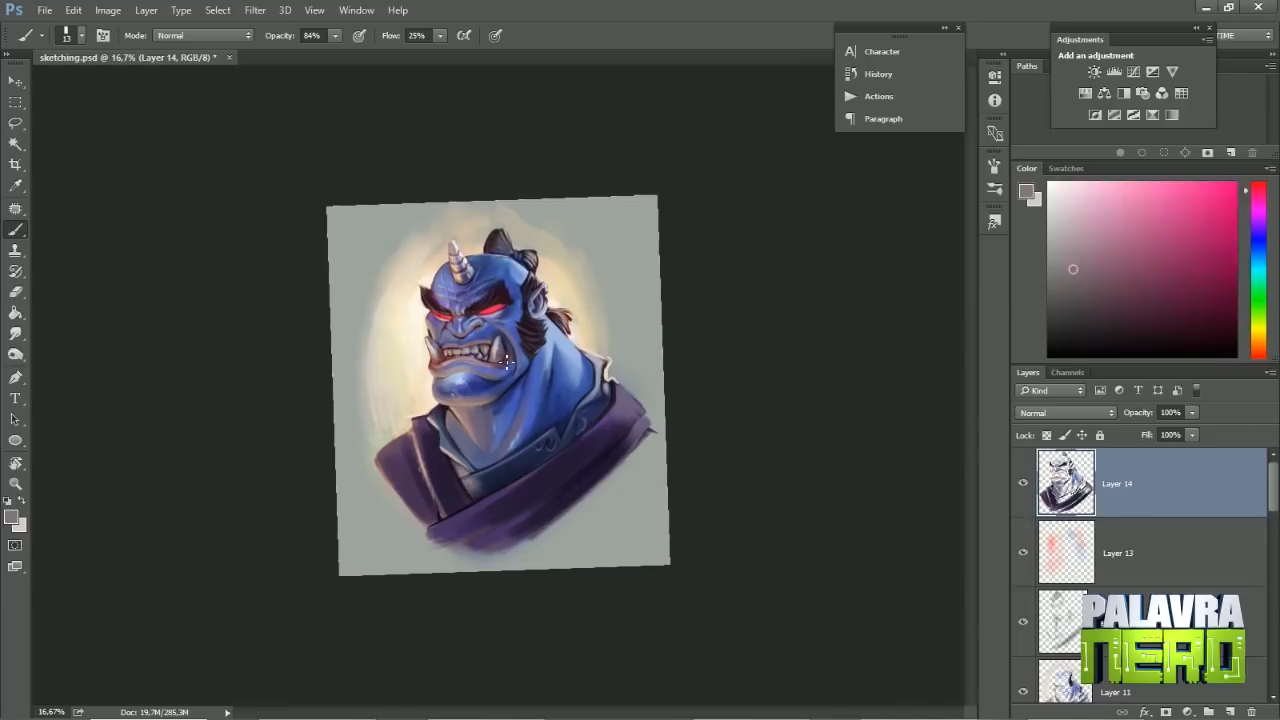 Ps File Edit Image Layer Type Select Filter 3D View Window Help
Mode: Normal Opacity: 84% Flow: 25%
13
sketching.psd @ 16,7% (Layer 14, RGB/8) *
Character
History
Actions
Paragraph
Adjustments
Add an adjustment
TIME
Paths
Color Swatches
Layers Channels
Kind
Normal Opacity: 100%
Lock: Fill: 100%
Layer 14
Layer 13
Layer 11
PALAVRA
NERD
16,67% Doc: 19,7M/285,3M